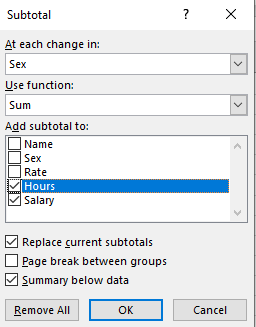 Subtotal ?
At each change in:
Sex
Use function:
Sum
Add subtotal to:
Name
Sex
Rate
Hours
Salary
Replace current subtotals
Page break between groups
Summary below data
Remove All OK Cancel